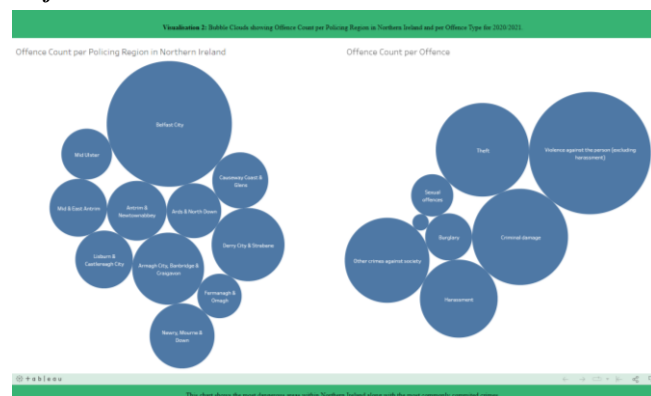 Visualisation 2: Bubble Clouds showing Offence Count per Policing Region in Northern Ireland and per Offence Type for 2020/2021.
Offence Count per Policing Region in Northern Ireland
Belfast City
Mid Ulster
Causeway Coast &
Glens
Mid & East Antrim
Antrim &
Newtownabbey
Ards & North Down
Derry City & Strabane
Lisburn &
Castlereagh City
Armagh City, Banbridge &
Craigavon
Fermanagh &
Omagh
Newry, Mourne &
Down
Offence Count per Offence
Theft
Violence against the person (excluding
harassment)
Sexual
offences
Burglary
Criminal damage
Other crimes against society
Harassment
+ableau
This chart shows the most dangerous areas within Northern Ireland along with the most commonly committed crimes.